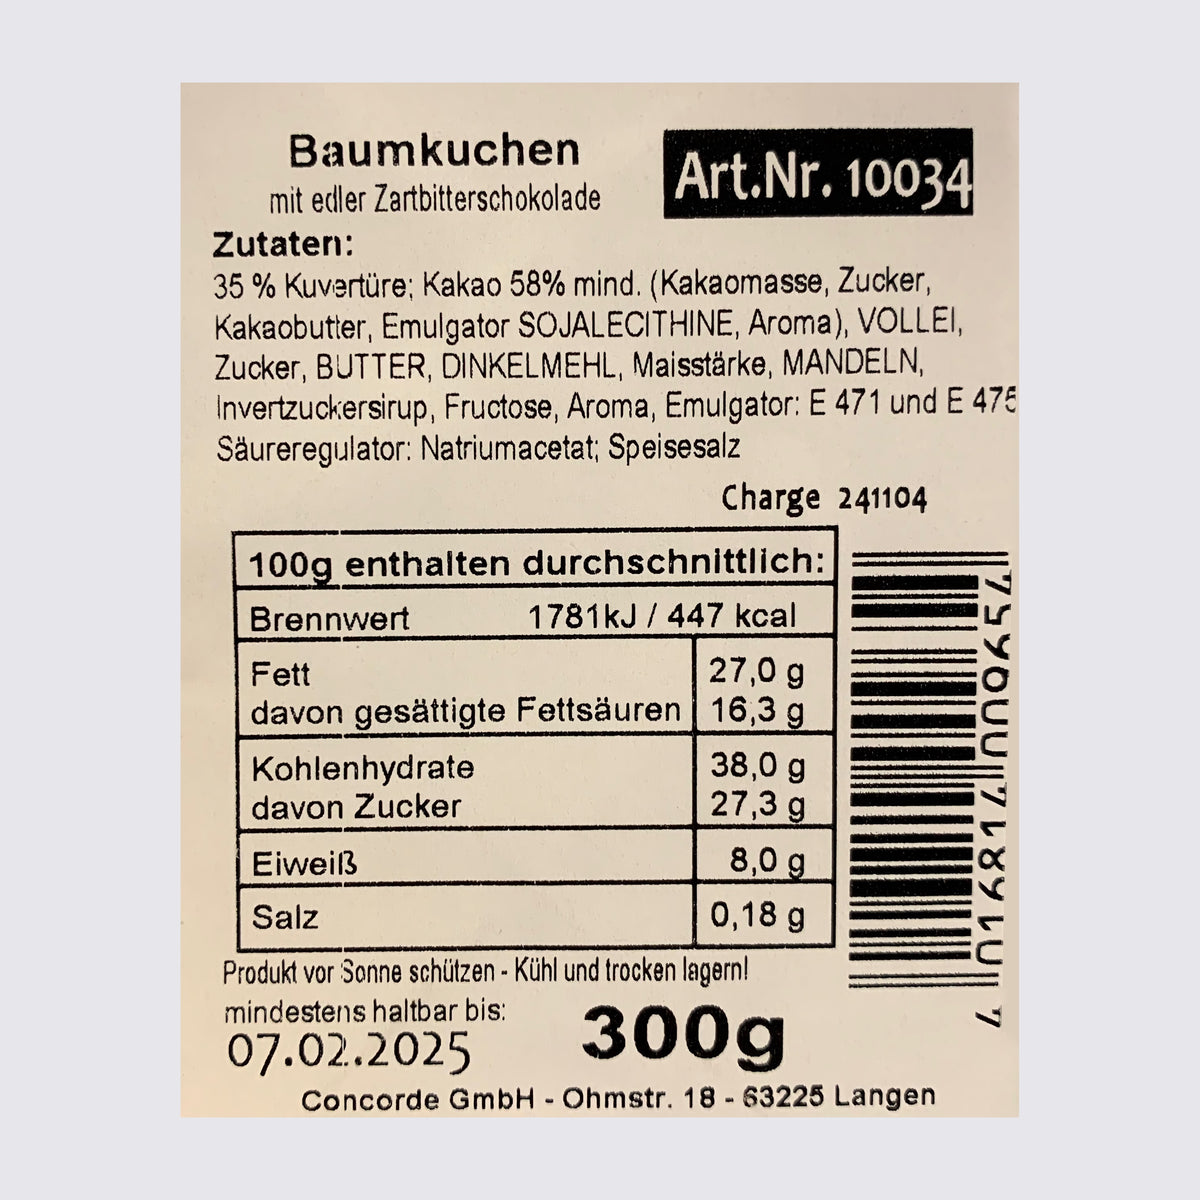 Baumkuchen
mit edler Zartbitterschokolade
Art.Nr. 10034
Zutaten:
35 % Kuvertüre; Kakao 58% mind. (Kakaomasse, Zucker,
Kakaobutter, Emulgator SOJALECITHINE, Aroma), VOLLEI,
Zucker, BUTTER, DINKELMEHL, Maisstärke, MANDELN,
Invertzuckersirup, Fructose, Aroma, Emulgator: E 471 und E 475
Säureregulator: Natriumacetat; Speisesalz
Charge 241104
100g enthalten durchschnittlich:
Brennwert 1781kJ / 447 kcal
Fett 27,0 g
davon gesättigte Fettsäuren 16,3 g
Kohlenhydrate 38,0 g
davon Zucker 27,3 g
Eiweiß 8,0 g
Salz 0,18 g
4 016814 009654
Produkt vor Sonne schützen - Kühl und trocken lagern!
mindestens haltbar bis:
07.02.2025
300g
Concorde GmbH - Ohmstr. 18 - 63225 Langen